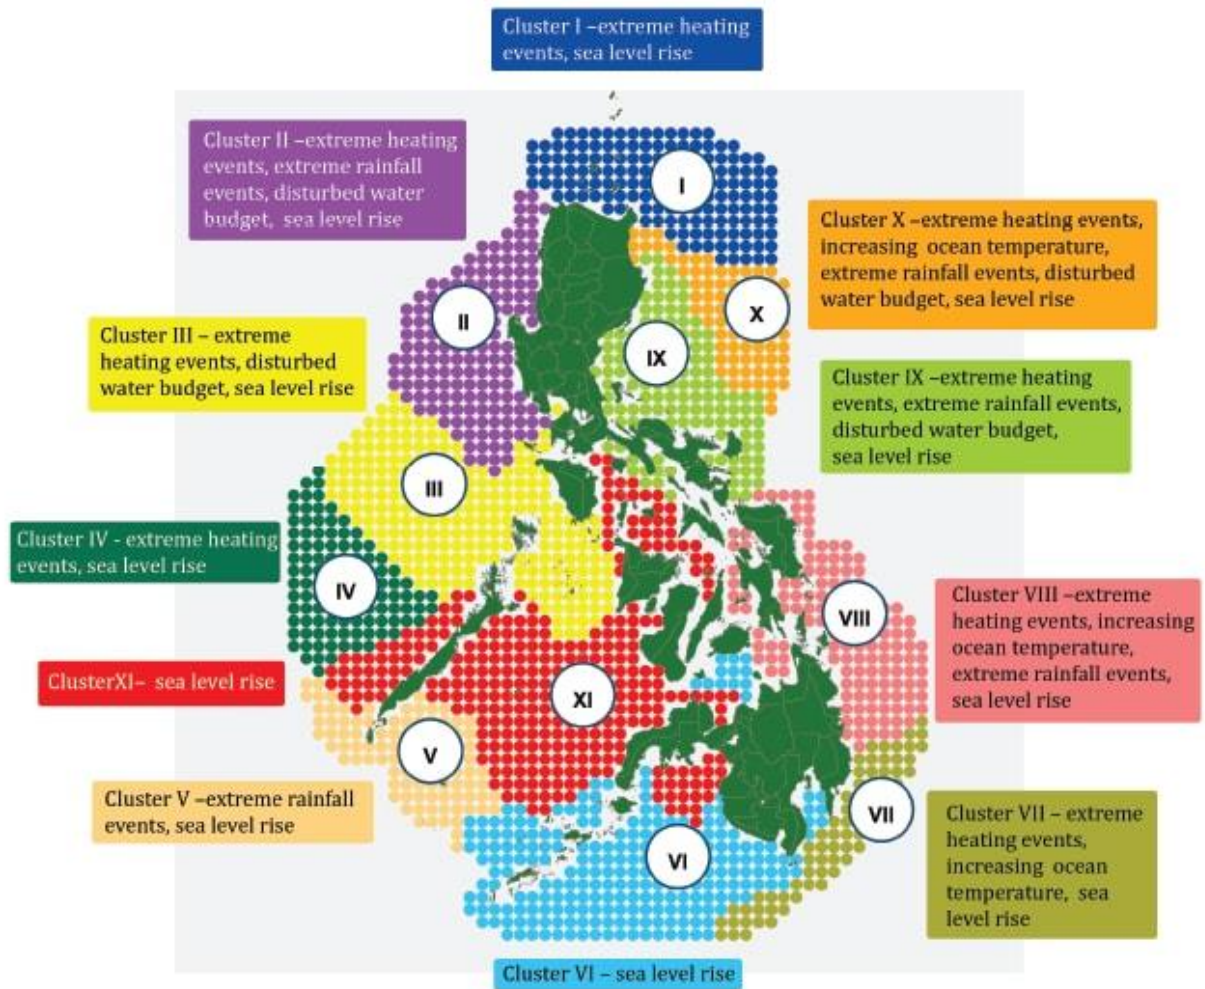 Cluster I –extreme heating
events, sea level rise
Cluster II –extreme heating
events, extreme rainfall
events, disturbed water
budget, sea level rise
I
Cluster X –extreme heating events,
increasing ocean temperature,
extreme rainfall events, disturbed
water budget, sea level rise
II
X
Cluster III – extreme
heating events, disturbed
water budget, sea level rise
IX
Cluster IX –extreme heating
events, extreme rainfall events,
disturbed water budget,
sea level rise
III
Cluster IV - extreme heating
events, sea level rise
IV
VIII
Cluster VIII –extreme
heating events, increasing
ocean temperature,
extreme rainfall events,
sea level rise
ClusterXI– sea level rise
XI
V
Cluster V –extreme rainfall
events, sea level rise
VII
Cluster VII – extreme
heating events,
increasing ocean
temperature, sea
level rise
VI
Cluster VI – sea level rise